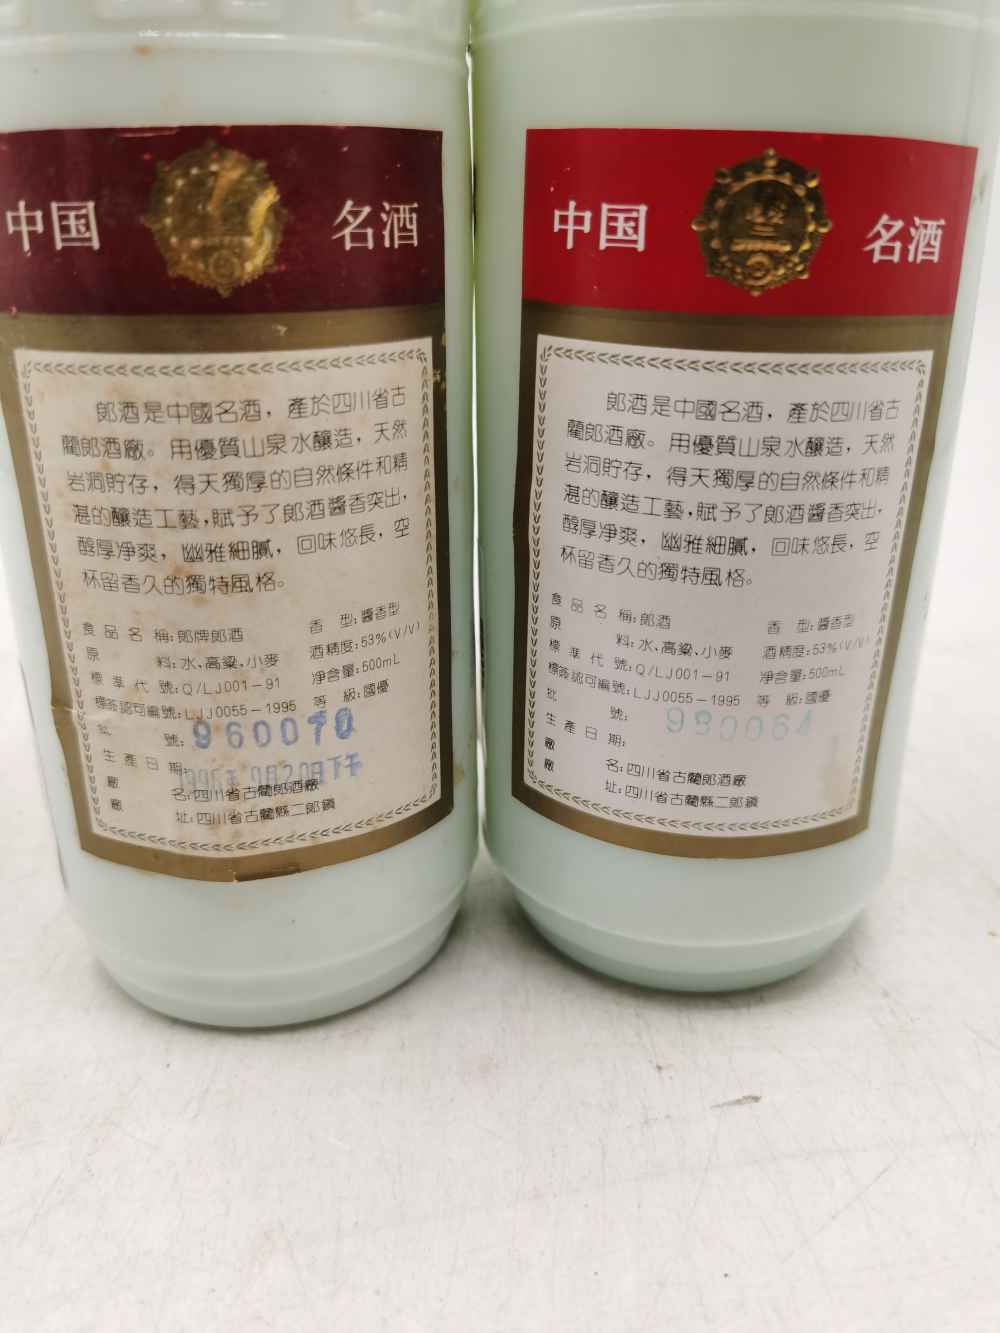 中国 名酒
郎酒是中國名酒，產於四川省古
藺郎酒廠。用優質山泉水釀造，天然
岩洞貯存，得天獨厚的自然條件和精
湛的釀造工藝，賦予了郎酒醬香突出，
醇厚凈爽，幽雅細膩，回味悠長，空
杯留香久的獨特風格。
食品名稱：郎牌郎酒 香型：醬香型
原料：水、高粱、小麥 酒精度：53%(V/V)
標準代號：Q/LJ001-91 凈含量：500mL
標簽認可編號：LJJ0055-1995 等級：國優
批號：960070
生產日期：
廠名：四川省古藺郎酒廠
廠址：四川省古藺縣二郎鎮
中国 名酒
郎酒是中國名酒，產於四川省古
藺郎酒廠。用優質山泉水釀造，天然
岩洞貯存，得天獨厚的自然條件和精
湛的釀造工藝，賦予了郎酒醬香突出，
醇厚凈爽，幽雅細膩，回味悠長，空
杯留香久的獨特風格。
食品名稱：郎酒 香型：醬香型
原料：水、高粱、小麥 酒精度：53%(V/V)
標準代號：Q/LJ001-91 凈含量：500mL
標簽認可編號：LJJ0055-1995 等級：國優
批號：
生產日期：
廠名：四川省古藺郎酒廠
廠址：四川省古藺縣二郎鎮